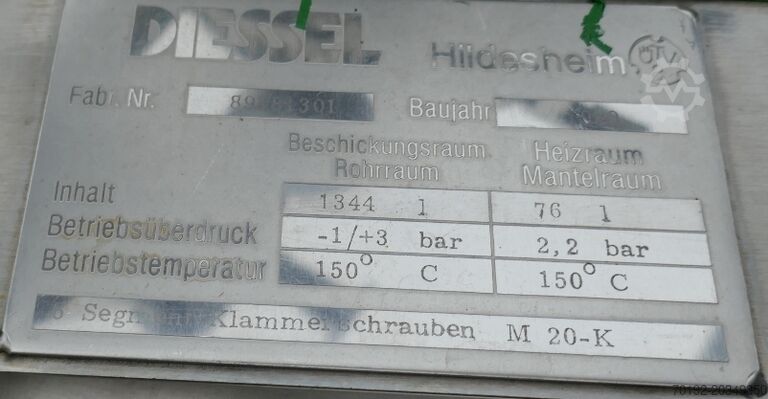 DIESSEL Hildesheim
Fabr. Nr. Baujahr
Beschickungsraum Heizraum
Rohrraum Mantelraum
Inhalt 1344 l 76 l
Betriebsüberdruck -1/+3 bar 2,2 bar
Betriebstemperatur 150° C 150° C
Klammerschrauben M 20-K